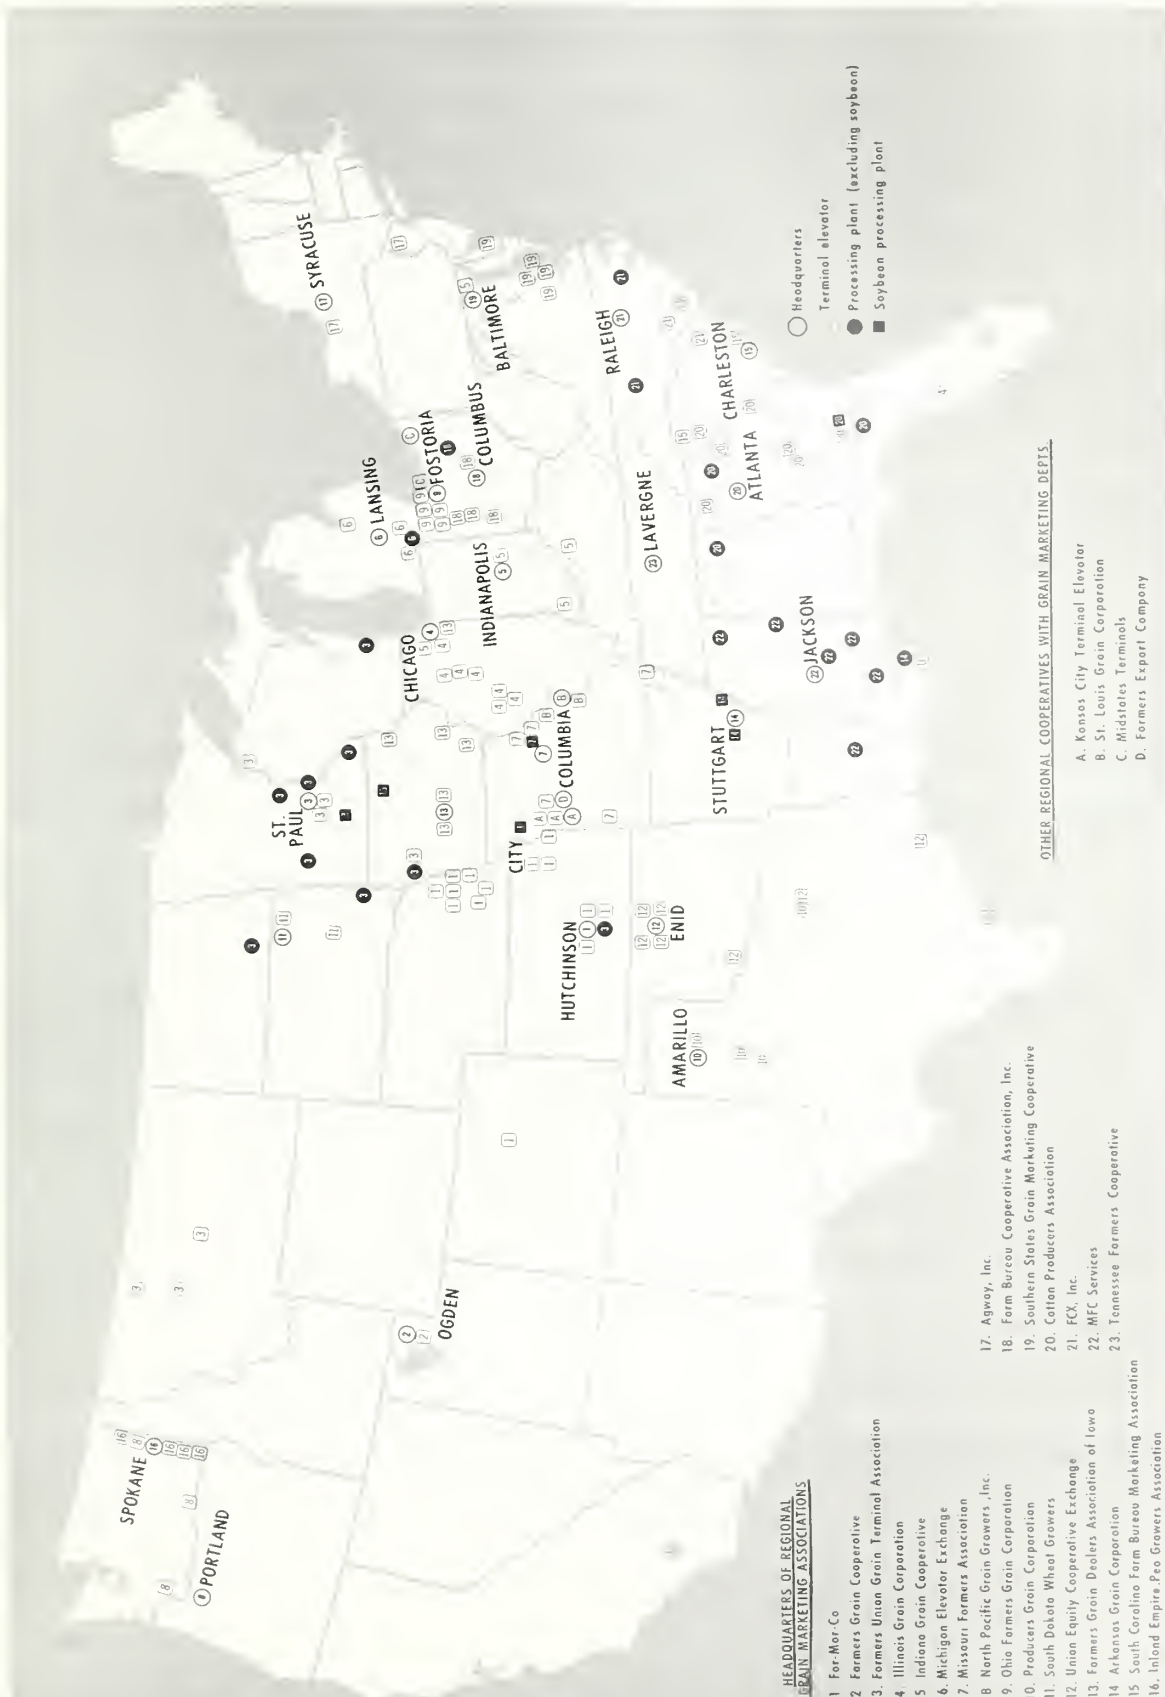 SPOKANE
PORTLAND
OGDEN
ST.
PAUL
CHICAGO
LANSING
FOSTORIA
COLUMBUS
SYRACUSE
BALTIMORE
INDIANAPOLIS
CITY
COLUMBIA
HUTCHINSON
ENID
AMARILLO
STUTTGART
JACKSON
LAVERGNE
ATLANTA
CHARLESTON
RALEIGH
Headquarters
Terminal elevator
Processing plant (excluding soybean)
Soybean processing plant
HEADQUARTERS OF REGIONAL
GRAIN MARKETING ASSOCIATIONS
1 Far-Mar-Co
2 Farmers Grain Cooperative
3. Farmers Union Grain Terminal Association
4. Illinois Grain Corporation
5 Indiana Grain Cooperative
6. Michigan Elevator Exchange
7. Missouri Farmers Association
8 North Pacific Grain Growers, Inc.
9. Ohio Farmers Grain Corporation
10. Producers Grain Corporation
11. South Dakota Wheat Growers
12. Union Equity Cooperative Exchange
13. Farmers Grain Dealers Association of Iowa
14 Arkansas Grain Corporation
15 South Carolina Farm Bureau Marketing Association
16. Inland Empire Pea Growers Association
17. Agway, Inc.
18. Farm Bureau Cooperative Association, Inc.
19. Southern States Grain Marketing Cooperative
20. Cotton Producers Association
21. FCX, Inc.
22. MFC Services
23. Tennessee Farmers Cooperative
OTHER REGIONAL COOPERATIVES WITH GRAIN MARKETING DEPTS.
A. Kansas City Terminal Elevator
B. St. Louis Grain Corporation
C. Midstates Terminals
D. Farmers Export Company